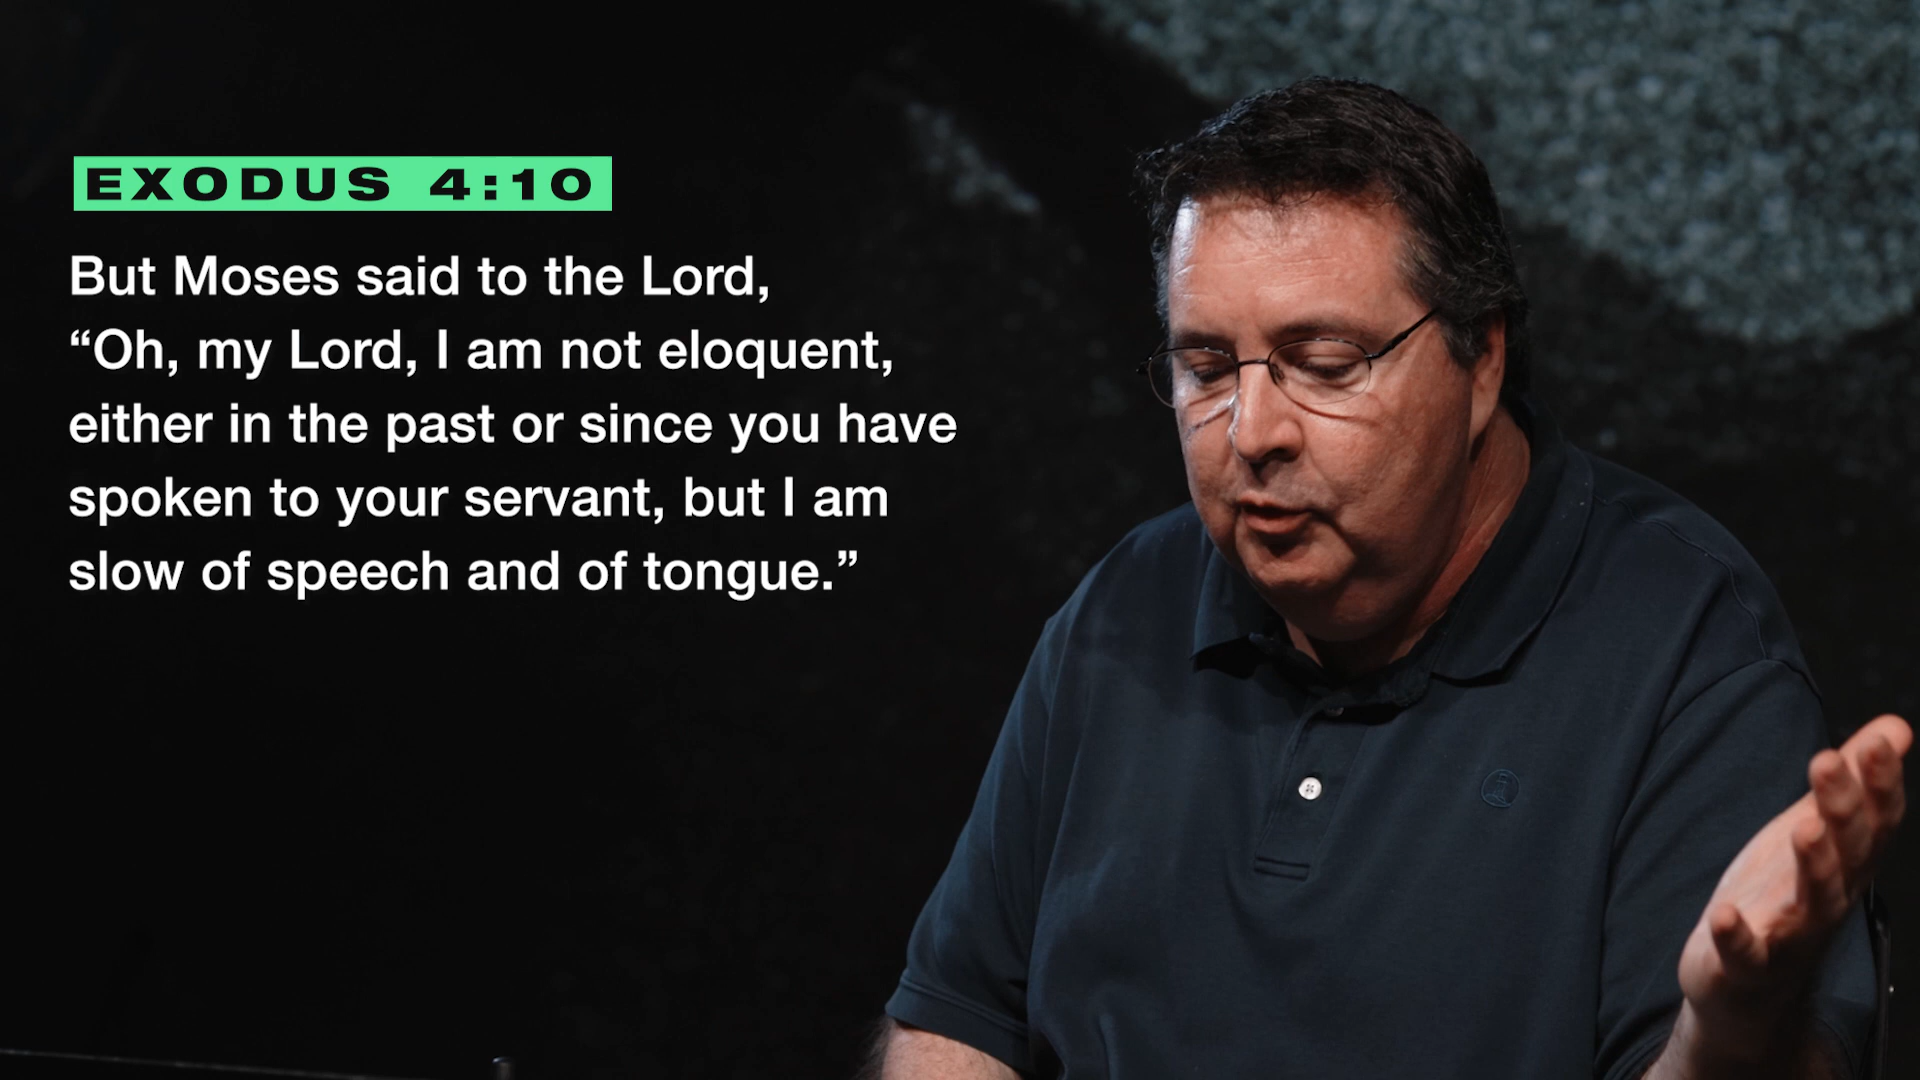 EXODUS 4:10
But Moses said to the Lord,
“Oh, my Lord, I am not eloquent,
either in the past or since you have
spoken to your servant, but I am
slow of speech and of tongue.”